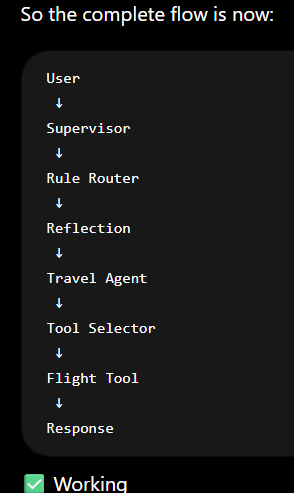 So the complete flow is now:
User
↓
Supervisor
↓
Rule Router
↓
Reflection
↓
Travel Agent
↓
Tool Selector
↓
Flight Tool
↓
Response
✅ Working